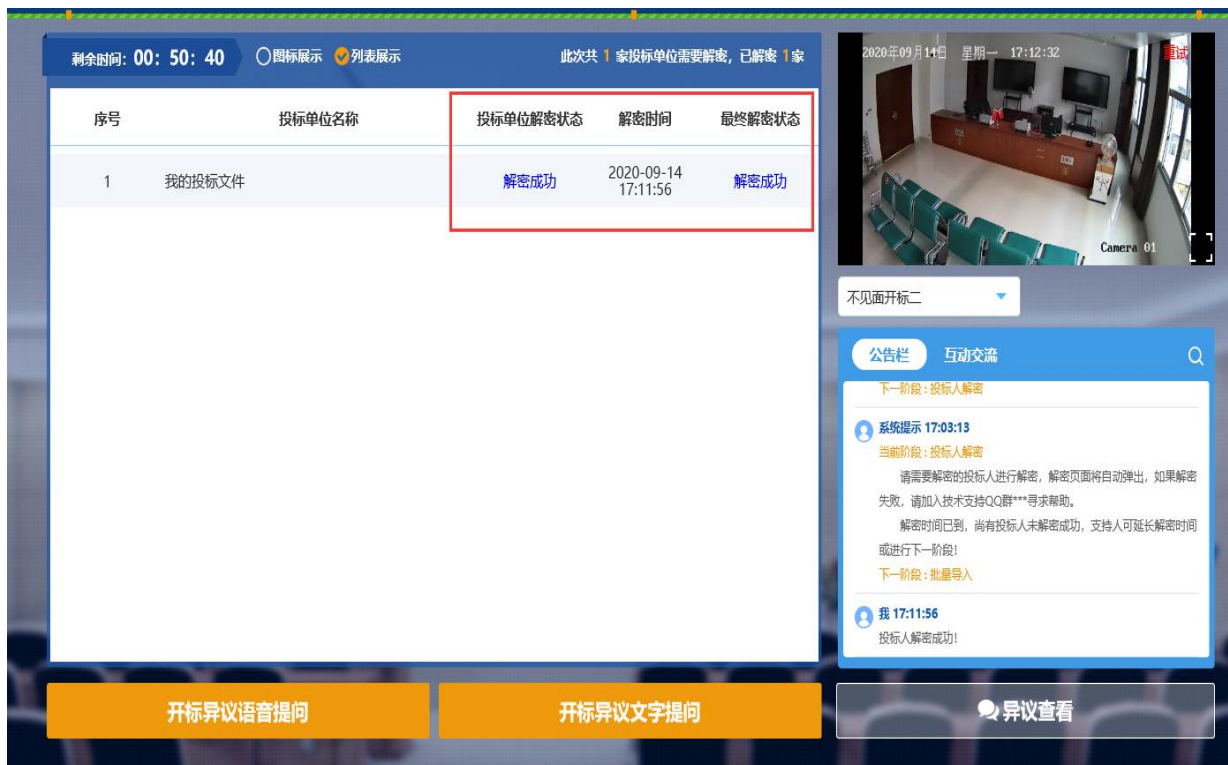 剩余时间: 00: 50: 40 图标展示 列表展示 此次共 1 家投标单位需要解密, 已解密 1家
序号 投标单位名称 投标单位解密状态 解密时间 最终解密状态
1 我的投标文件 解密成功 2020-09-14 解密成功
17:11:56
2020年09月14日 星期一 17:12:32 重试
Camera 01
不见面开标二
公告栏 互动交流
下一阶段 : 投标人解密
系统提示 17:03:13
当前阶段 : 投标人解密
请需要解密的投标人进行解密, 解密页面将自动弹出, 如果解密
失败, 请加入技术支持QQ群***寻求帮助。
解密时间已到, 尚有投标人未解密成功, 支持人可延长解密时间
或进行下一阶段!
下一阶段 : 批量导入
我 17:11:56
投标人解密成功!
开标异议语音提问 开标异议文字提问 异议查看